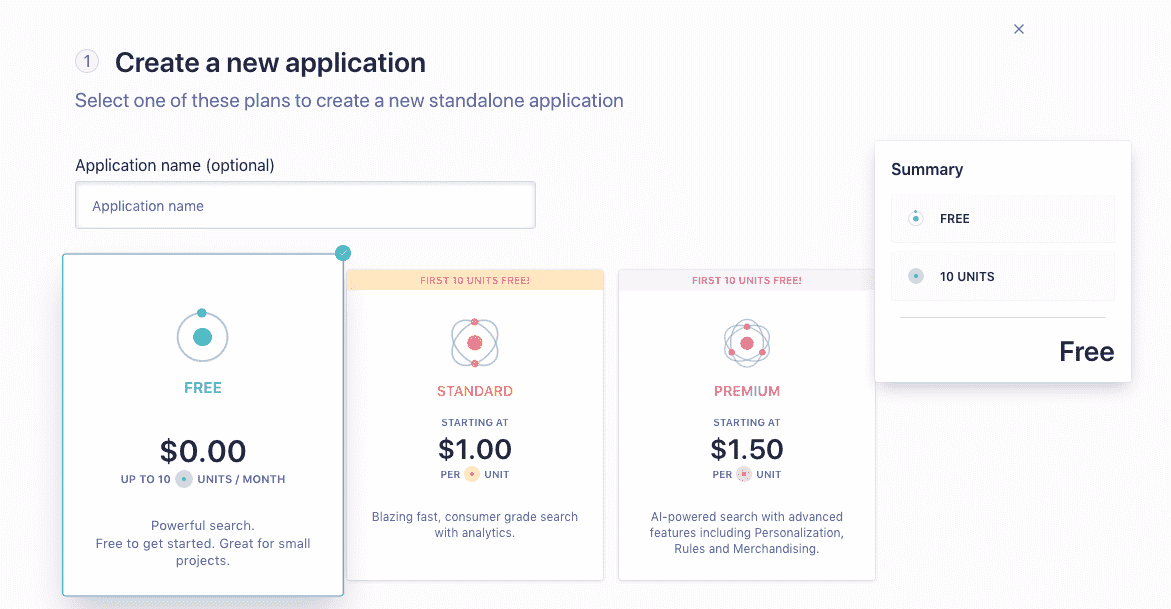 1 Create a new application
Select one of these plans to create a new standalone application
Application name (optional)
Application name
FREE
$0.00
UP TO 10 UNITS / MONTH
Powerful search.
Free to get started. Great for small
projects.
FIRST 10 UNITS FREE!
STANDARD
STARTING AT
$1.00
PER UNIT
Blazing fast, consumer grade search
with analytics.
FIRST 10 UNITS FREE!
PREMIUM
STARTING AT
$1.50
PER UNIT
AI-powered search with advanced
features including Personalization,
Rules and Merchandising.
Summary
FREE
10 UNITS
Free